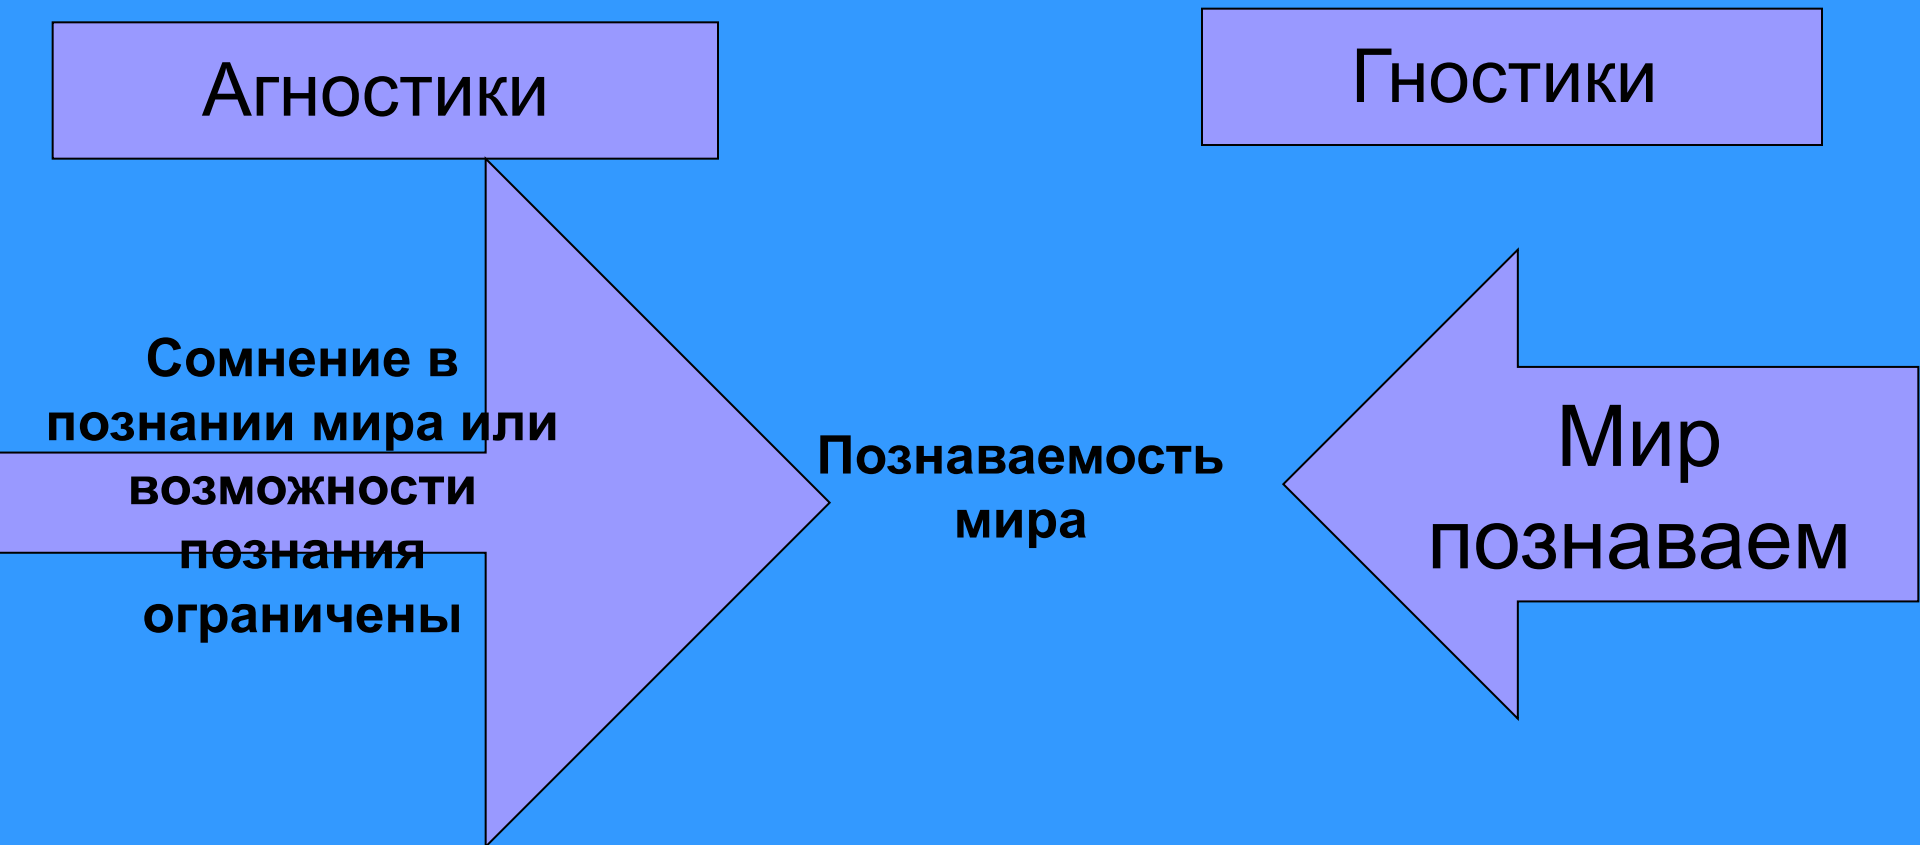 Агностики
Гностики
Сомнение в
познании мира или
возможности
познания
ограничены
Познаваемость
мира
Мир
познаваем